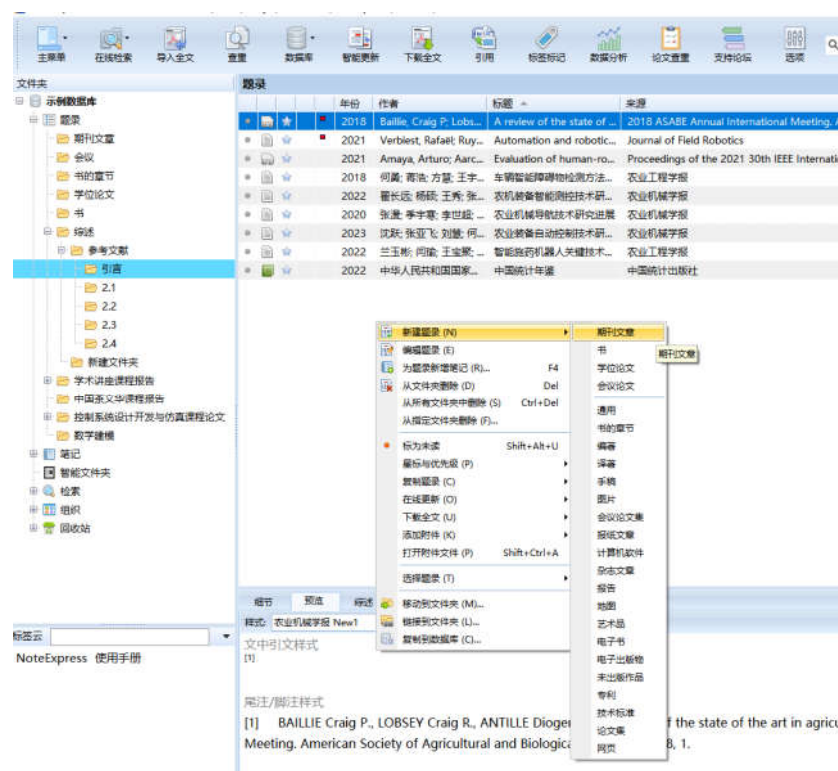 主菜单 在线检索 导入全文 查重 数据库 智能更新 下载全文 引用 标签标记 数据分析 论文查重 支持论坛 选项
文件夹
示例数据库
题录
期刊文章
会议
书的章节
学位论文
书
综述
参考文献
引言
2.1
2.2
2.3
2.4
新建文件夹
学术讲座课程报告
中国茶文华课程报告
控制系统设计开发与仿真课程论文
数学建模
笔记
智能文件夹
检索
组织
回收站
标签云
NoteExpress 使用手册
题录
年份 作者 标题 来源
2018 Baillie, Craig P; Lobs... A review of the state of ... 2018 ASABE Annual International Meeting.
2021 Verbiest, Rafaël; Ruy... Automation and robotic... Journal of Field Robotics
2021 Amaya, Arturo; Aarc... Evaluation of human-ro... Proceedings of the 2021 30th IEEE Internati
2018 何勇; 蒋浩; 方慧; 王宇... 车辆智能障碍物检测方法... 农业工程学报
2022 翟长远; 杨硕; 王秀; 张... 农机装备智能测控技术研... 农业机械学报
2020 张漫; 季宇寒; 李世超; ... 农业机械导航技术研究进展 农业机械学报
2023 沈跃; 张亚飞; 刘慧; 何... 农业装备自动控制技术研... 农业机械学报
2022 兰玉彬; 闫瑜; 王宝聚; ... 智能施药机器人关键技术... 农业工程学报
2022 中华人民共和国国家... 中国统计年鉴 中国统计出版社
新建题录 (N)
编辑题录 (E)
为题录新增笔记 (R)... F4
从文件夹删除 (D) Del
从所有文件夹中删除 (S) Ctrl+Del
从指定文件夹删除 (F)...
标为未读 Shift+Alt+U
星标与优先级 (P)
复制题录 (C)
在线更新 (O)
下载全文 (U)
添加附件 (K)
打开附件文件 (P) Shift+Ctrl+A
选择题录 (T)
移动到文件夹 (M)...
链接到文件夹 (L)...
复制到数据库 (C)...
期刊文章
书
学位论文
会议论文
通用
书的章节
编著
译著
手稿
图片
会议论文集
报纸文章
计算机软件
杂志文章
报告
地图
艺术品
电子书
电子出版物
未出版作品
专利
技术标准
论文集
网页
期刊文章
细节 预览 综述
样式: 农业机械学报 New1
文中引文样式
[1]
尾注/脚注样式
[1] BAILLIE Craig P., LOBSEY Craig R., ANTILLE Dioge f the state of the art in agricu
Meeting. American Society of Agricultural and Biologica 8, 1.